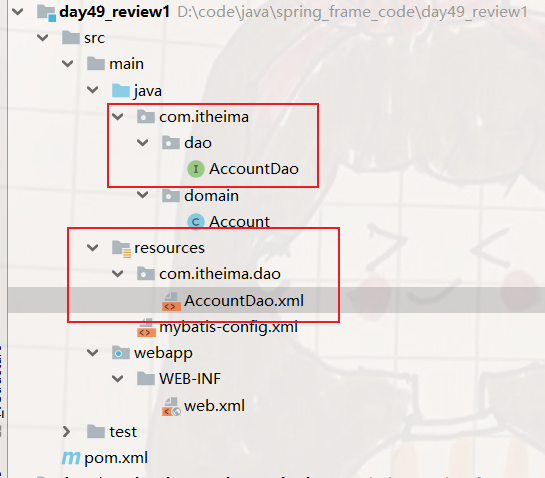 day49_review1 D:\code\java\spring_frame_code\day49_review1
src
main
java
com.itheima
dao
AccountDao
domain
Account
resources
com.itheima.dao
AccountDao.xml
mybatis-config.xml
webapp
WEB-INF
web.xml
test
pom.xml